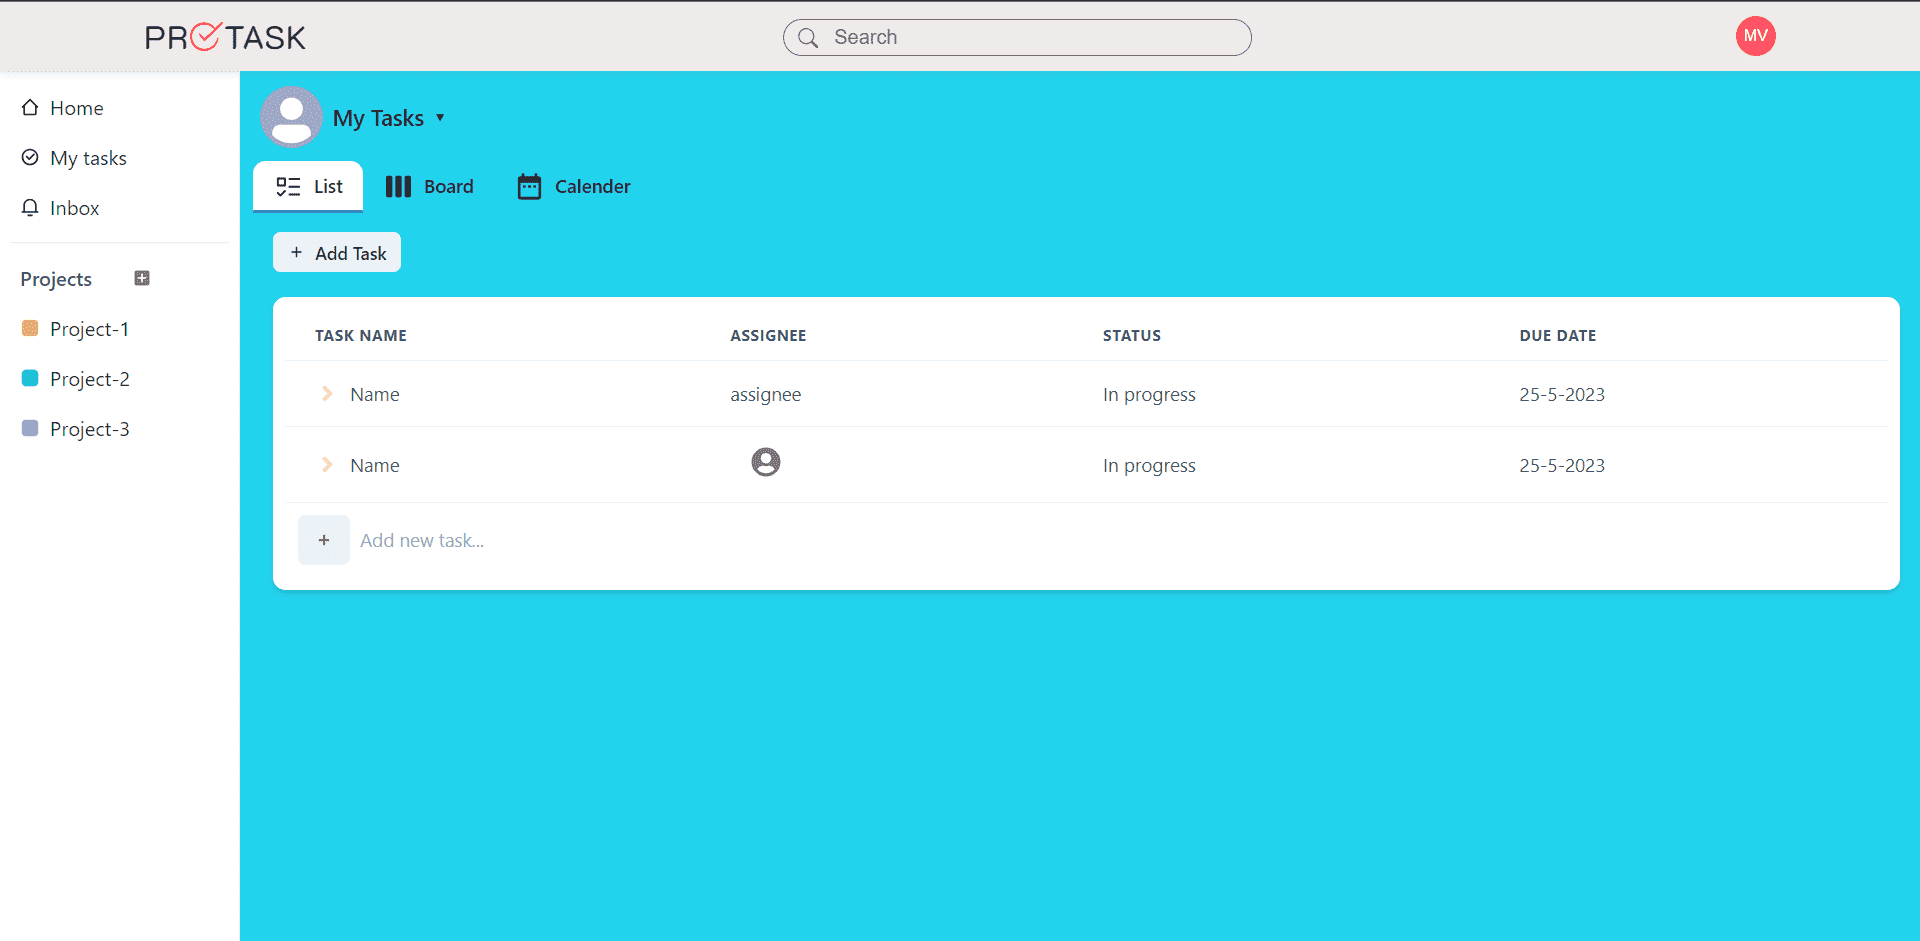 PROTASK
Search
MV
Home
My tasks
Inbox
Projects
Project-1
Project-2
Project-3
My Tasks
List Board Calender
+ Add Task
TASK NAME ASSIGNEE STATUS DUE DATE
Name assignee In progress 25-5-2023
Name In progress 25-5-2023
+ Add new task...